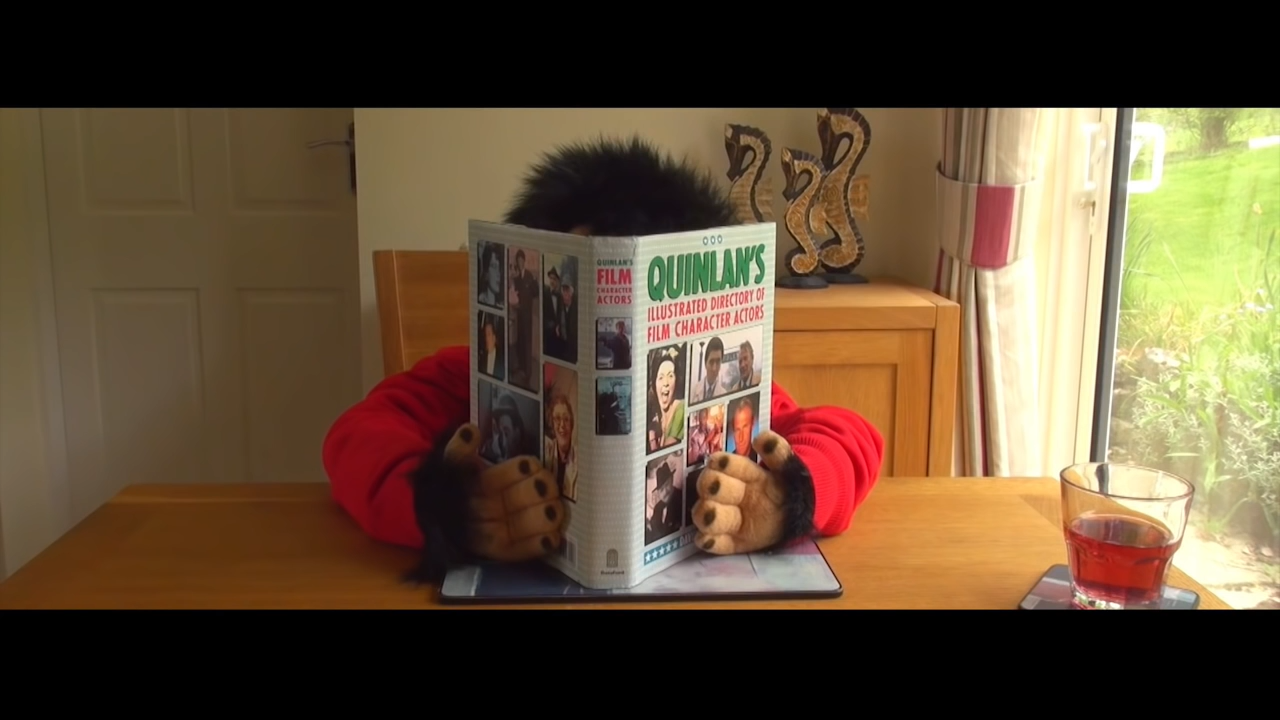 QUINLAN'S
FILM
CHARACTER
ACTORS
QUINLAN'S
ILLUSTRATED DIRECTORY OF
FILM CHARACTER ACTORS